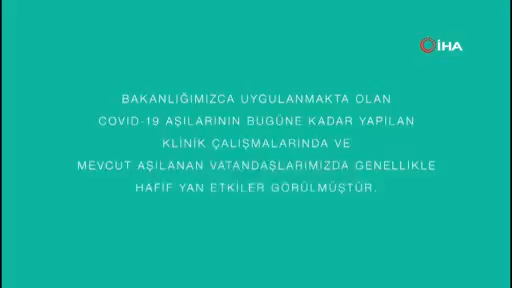 İHA
BAKANLIĞIMIZCA UYGULANMAKTA OLAN
COVID-19 AŞILARININ BUGÜNE KADAR YAPILAN
KLİNİK ÇALIŞMALARINDA VE
MEVCUT AŞILANAN VATANDAŞLARIMIZDA GENELLİKLE
HAFİF YAN ETKİLER GÖRÜLMÜŞTÜR.